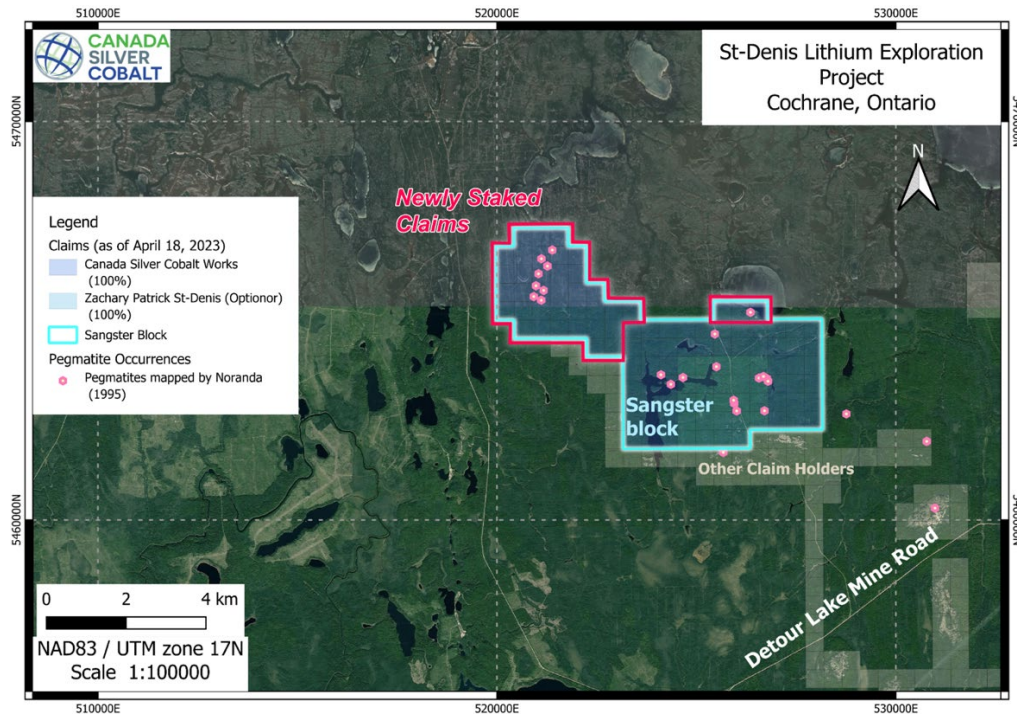 510000E
520000E
530000E
CANADA
SILVER
COBALT
St-Denis Lithium Exploration
Project
Cochrane, Ontario
5470000N
N
Newly Staked
Claims
Legend
Claims (as of April 18, 2023)
Canada Silver Cobalt Works
(100%)
Zachary Patrick St-Denis (Optionor)
(100%)
Sangster Block
Pegmatite Occurrences
Pegmatites mapped by Noranda
(1995)
Sangster
block
Other Claim Holders
5460000N
Detour Lake Mine Road
0 2 4 km
NAD83 / UTM zone 17N
Scale 1:100000
510000E
520000E
530000E